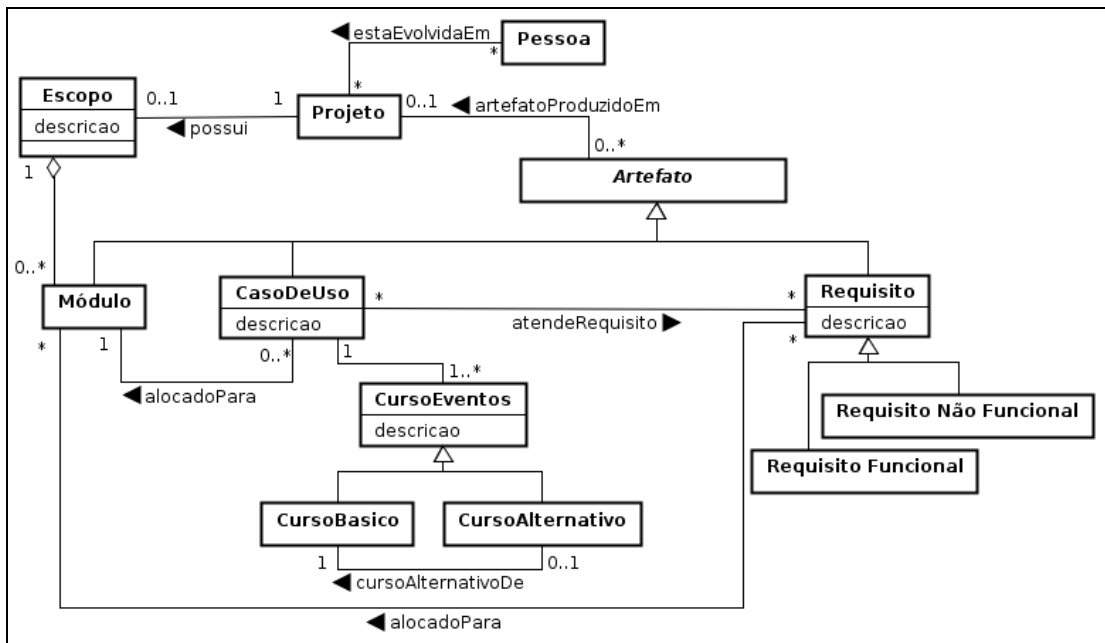 ◀estaEvolvidaEm
Pessoa
*
*
Escopo
descricao
0..1
1
◀possui
Projeto
0..1
◀artefatoProduzidoEm
0..*
Artefato
1
0..*
Módulo
*
1
CasoDeUso
descricao
*
*
atendeRequisito▶
Requisito
descricao
*
0..*
◀alocadoPara
1
1..*
CursoEventos
descricao
Requisito Não Funcional
Requisito Funcional
CursoBasico
CursoAlternativo
1
0..1
◀cursoAlternativoDe
◀alocadoPara